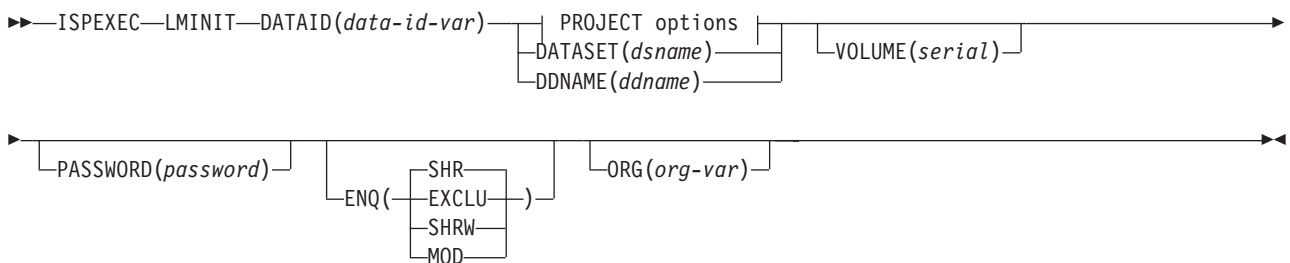 ISPEXEC LMINIT DATAID(data-id-var) PROJECT options
DATASET(dsname)
DDNAME(ddname)
VOLUME(serial)
PASSWORD(password)
ENQ( SHR )
EXCLU
SHRW
MOD
ORG(org-var)